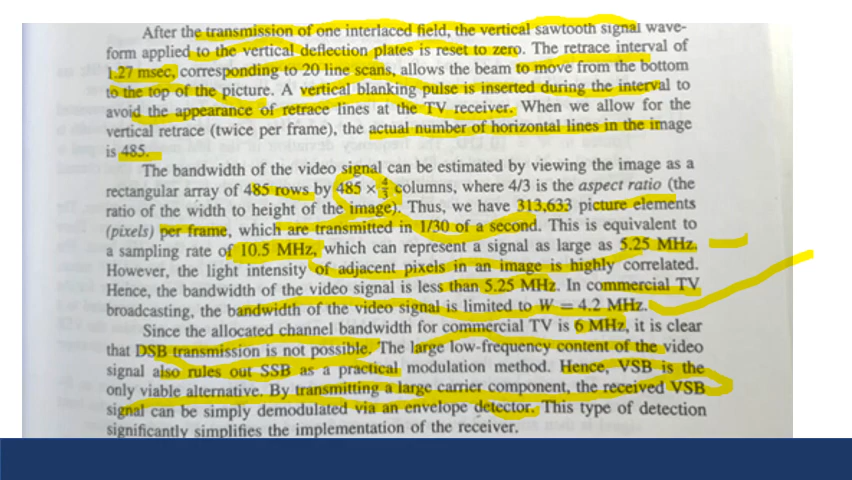 After the transmission of one interlaced field, the vertical sawtooth signal wave-
form applied to the vertical deflection plates is reset to zero. The retrace interval of
1.27 msec, corresponding to 20 line scans, allows the beam to move from the bottom
to the top of the picture. A vertical blanking pulse is inserted during the interval to
avoid the appearance of retrace lines at the TV receiver. When we allow for the
vertical retrace (twice per frame), the actual number of horizontal lines in the image
is 485.
The bandwidth of the video signal can be estimated by viewing the image as a
rectangular array of 485 rows by 485 × 4/3 columns, where 4/3 is the aspect ratio (the
ratio of the width to height of the image). Thus, we have 313,633 picture elements
(pixels) per frame, which are transmitted in 1/30 of a second. This is equivalent to
a sampling rate of 10.5 MHz, which can represent a signal as large as 5.25 MHz.
However, the light intensity of adjacent pixels in an image is highly correlated.
Hence, the bandwidth of the video signal is less than 5.25 MHz. In commercial TV
broadcasting, the bandwidth of the video signal is limited to W = 4.2 MHz.
Since the allocated channel bandwidth for commercial TV is 6 MHz, it is clear
that DSB transmission is not possible. The large low-frequency content of the video
signal also rules out SSB as a practical modulation method. Hence, VSB is the
only viable alternative. By transmitting a large carrier component, the received VSB
signal can be simply demodulated via an envelope detector. This type of detection
significantly simplifies the implementation of the receiver.